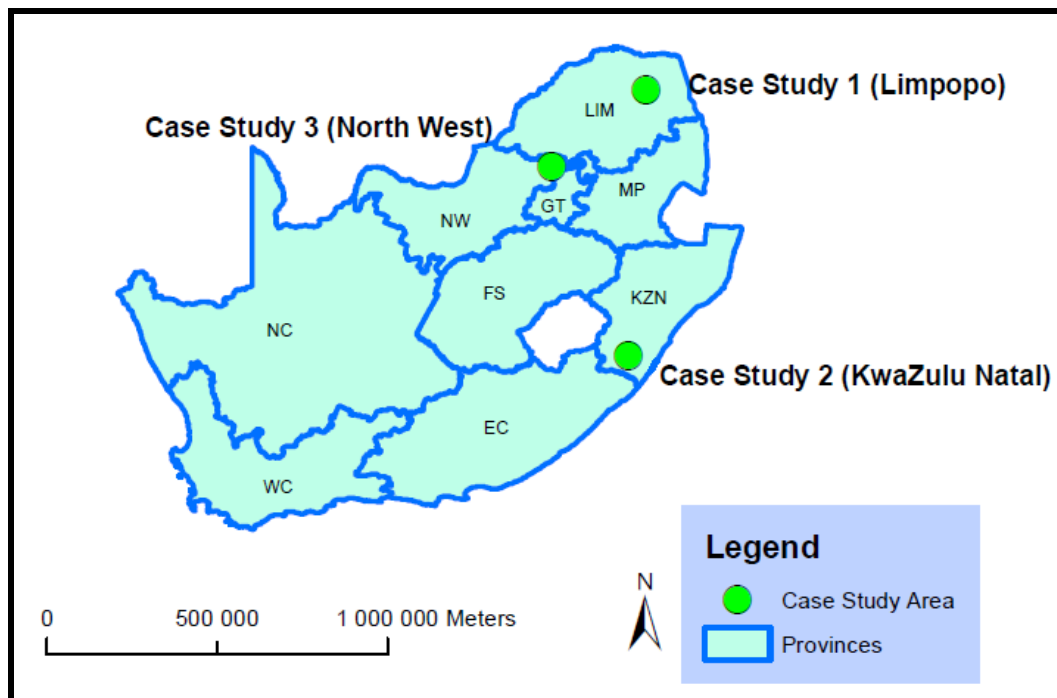 Case Study 1 (Limpopo)
LIM
Case Study 3 (North West)
MP
GT
NW
FS
KZN
NC
Case Study 2 (KwaZulu Natal)
EC
WC
Legend
N
Case Study Area
0 500 000 1 000 000 Meters
Provinces